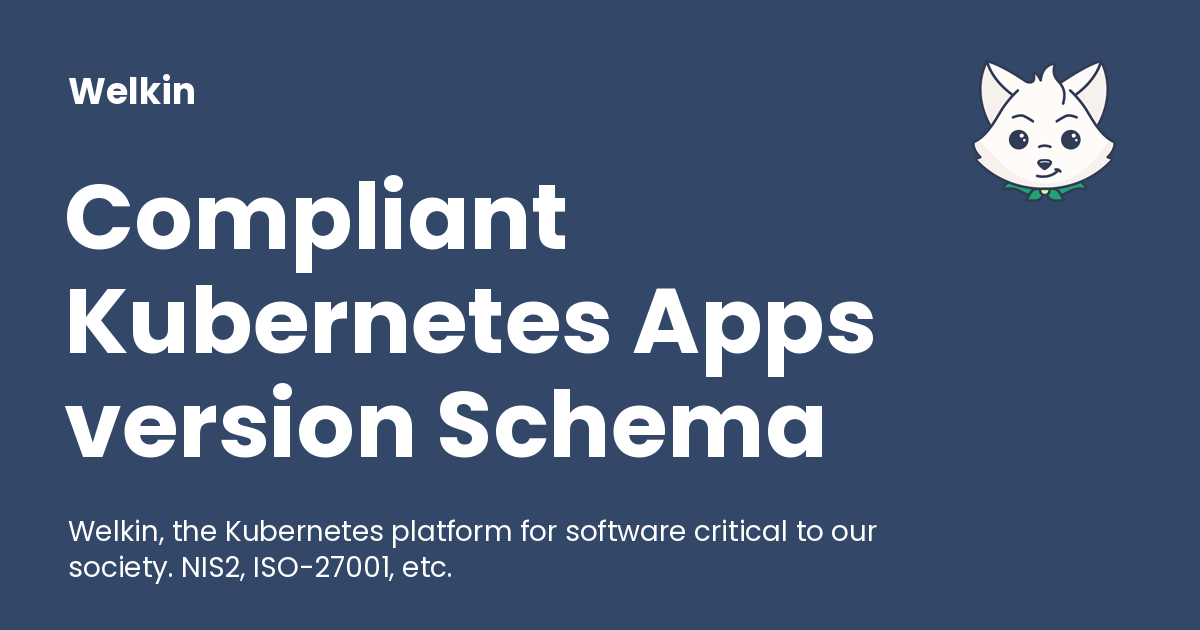 Welkin
Compliant
Kubernetes Apps
version Schema
Welkin, the Kubernetes platform for software critical to our
society. NIS2, ISO-27001, etc.